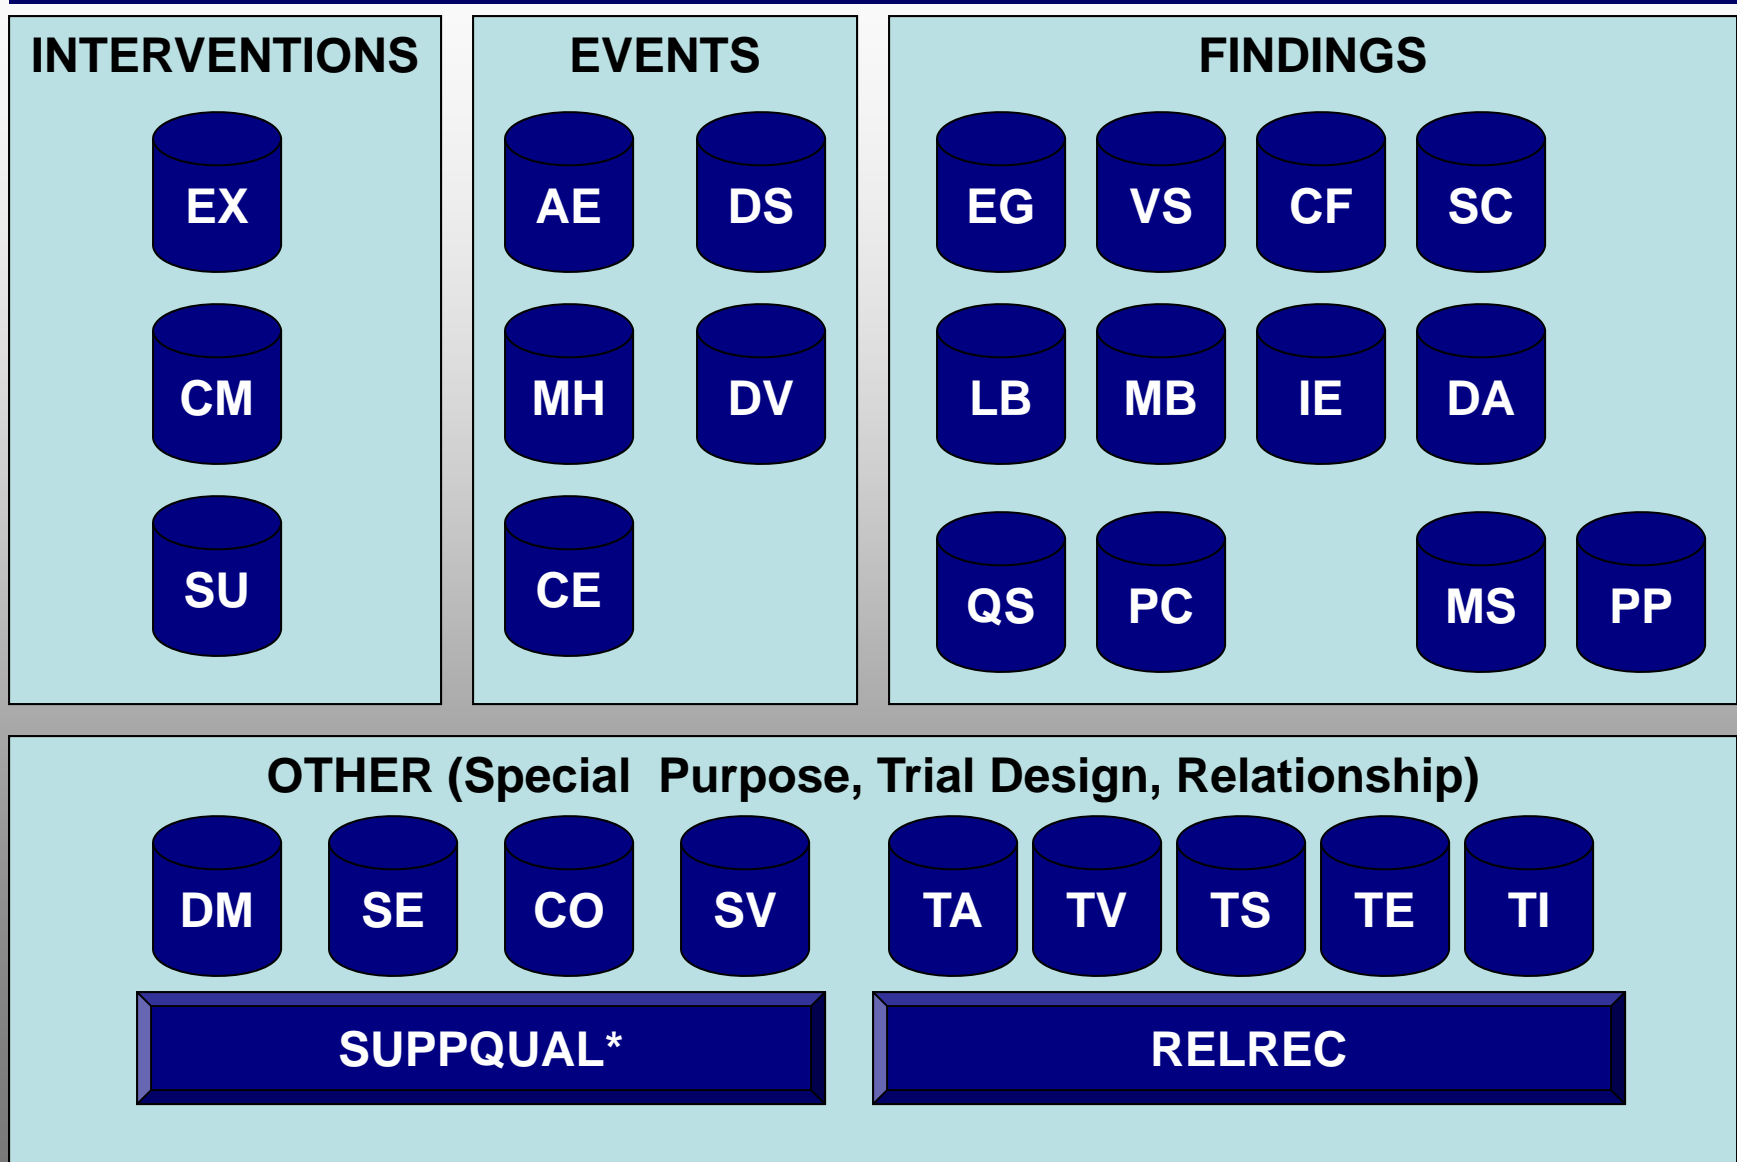 INTERVENTIONS
EX
CM
SU
EVENTS
AE DS
MH DV
CE
FINDINGS
EG VS CF SC
LB MB IE DA
QS PC MS PP
OTHER (Special Purpose, Trial Design, Relationship)
DM SE CO SV TA TV TS TE TI
SUPPQUAL* RELREC